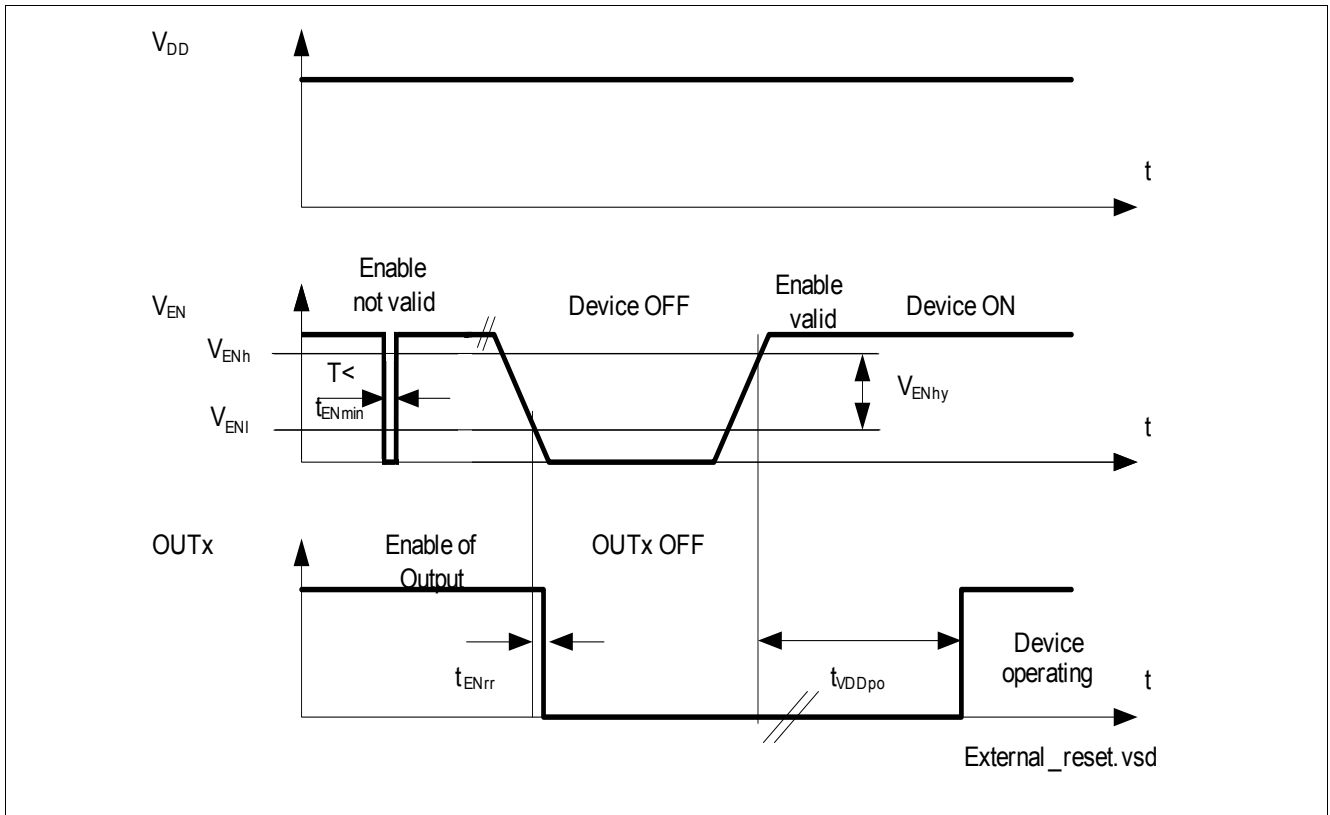 VDD
t
Enable
not valid
VEN
Device OFF
Enable
valid
Device ON
VENh
T<
tENmin
VENhy
VENl
t
OUTx
Enable of
Output
OUTx OFF
tENrr
tVDDpo
Device
operating
t
External_reset.vsd